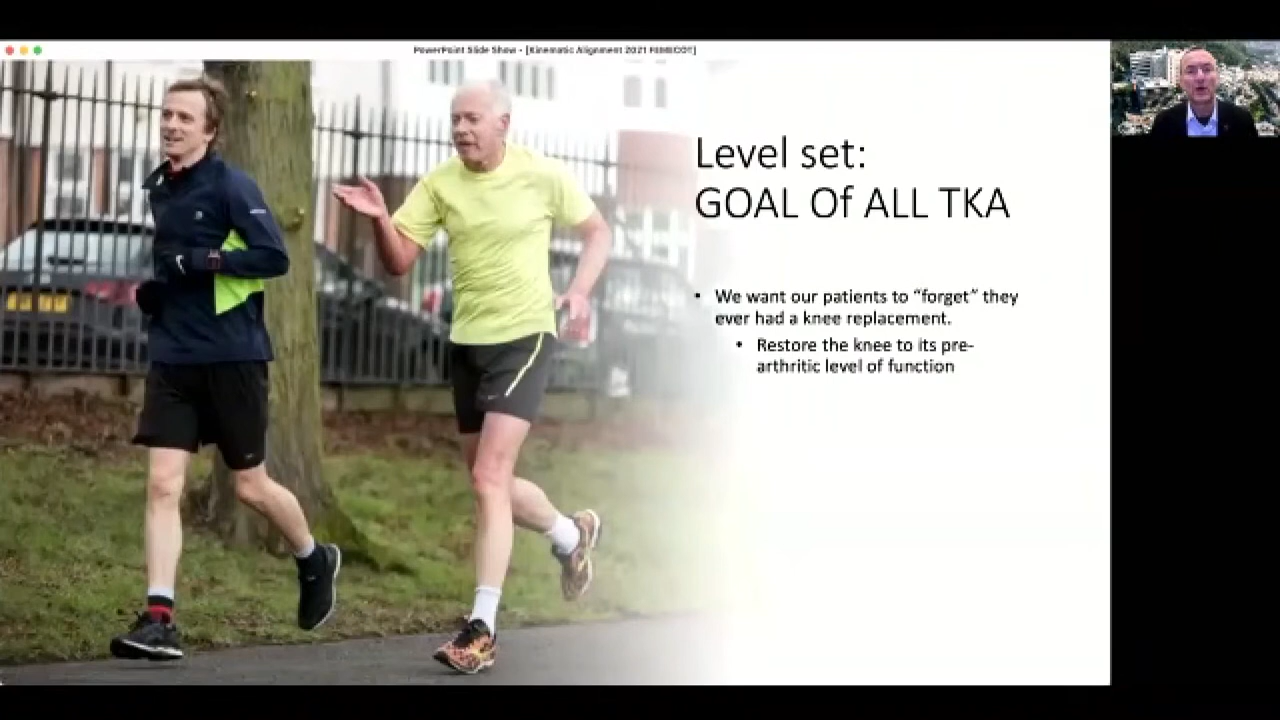 PowerPoint Slide Show - [Kinematic Alignment 2021 FEMECOT]
Level set:
GOAL Of ALL TKA
• We want our patients to “forget” they
ever had a knee replacement.
• Restore the knee to its pre-
arthritic level of function